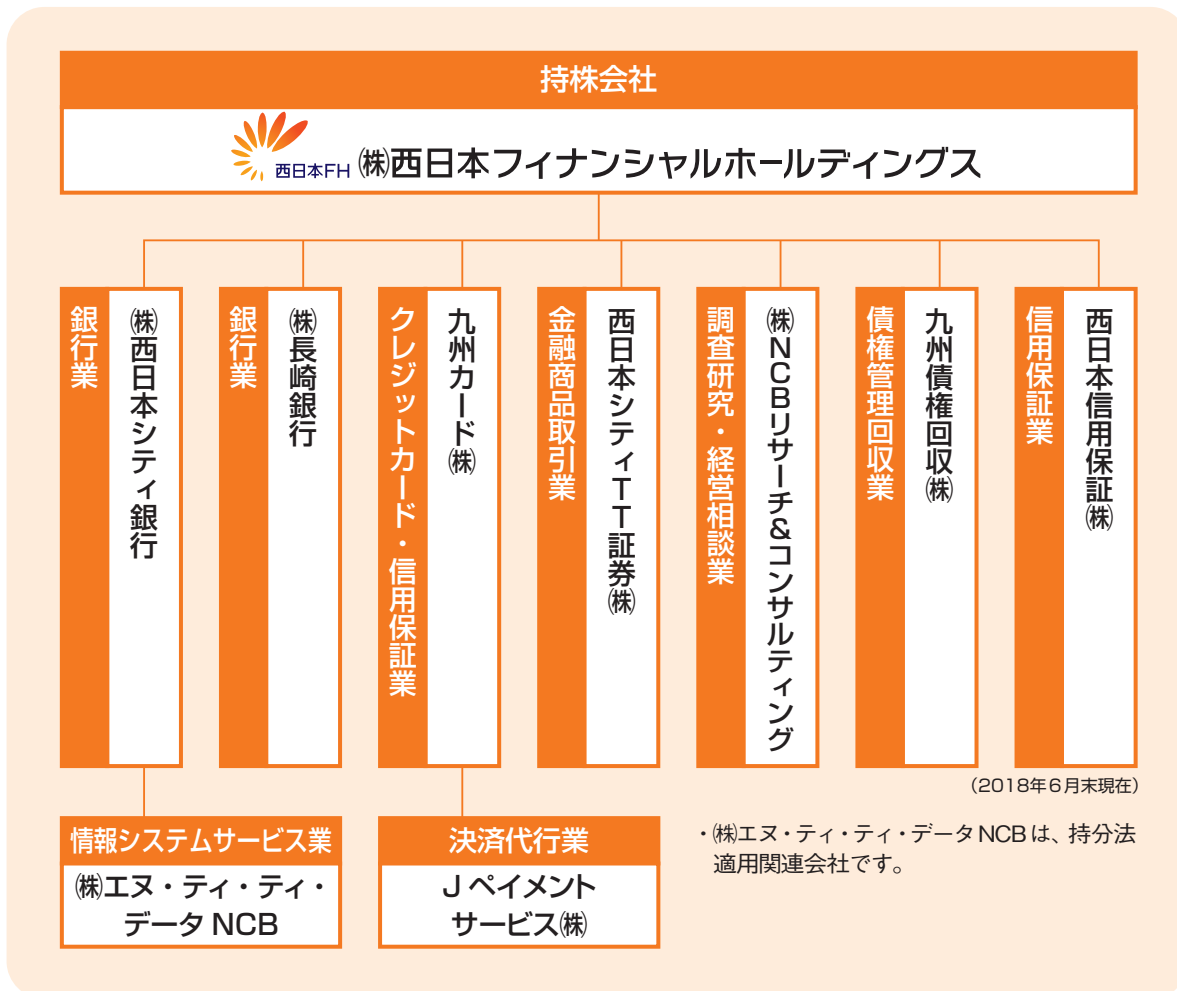 持株会社
西日本FH
㈱西日本フィナンシャルホールディングス
銀行業
㈱西日本シティ銀行
銀行業
㈱長崎銀行
クレジットカード・信用保証業
九州カード㈱
金融商品取引業
西日本シティTT証券㈱
調査研究・経営相談業
㈱NCBリサーチ&コンサルティング
債権管理回収業
九州債権回収㈱
信用保証業
西日本信用保証㈱
(2018年6月末現在)
情報システムサービス業
㈱エヌ・ティ・ティ・
データ NCB
決済代行業
J ペイメント
サービス㈱
・㈱エヌ・ティ・ティ・データ NCB は、持分法
適用関連会社です。